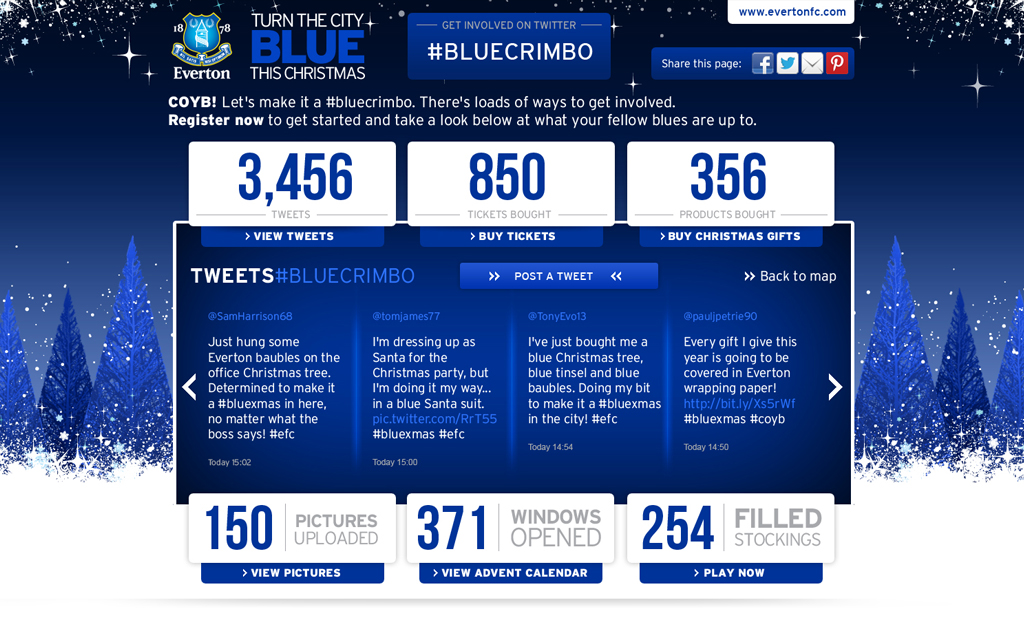 www.evertonfc.com
18 78
Everton
TURN THE CITY
BLUE
THIS CHRISTMAS
GET INVOLVED ON TWITTER
#BLUECRIMBO
Share this page:
COYB! Let's make it a #bluecrimbo. There's loads of ways to get involved.
Register now to get started and take a look below at what your fellow blues are up to.
3,456
TWEETS
> VIEW TWEETS
850
TICKETS BOUGHT
> BUY TICKETS
356
PRODUCTS BOUGHT
> BUY CHRISTMAS GIFTS
TWEETS#BLUECRIMBO
» POST A TWEET «
» Back to map
@SamHarrison68
Just hung some
Everton baubles on the
office Christmas tree.
Determined to make it
a #bluexmas in here,
no matter what the
boss says! #efc
Today 15:02
@tomjames77
I'm dressing up as
Santa for the
Christmas party, but
I'm doing it my way...
in a blue Santa suit.
pic.twitter.com/RrT55
#bluexmas #efc
Today 15:00
@TonyEvo13
I've just bought me a
blue Christmas tree,
blue tinsel and blue
baubles. Doing my bit
to make it a #bluexmas
in the city! #efc
Today 14:54
@pauljpetrie90
Every gift I give this
year is going to be
covered in Everton
wrapping paper!
http://bit.ly/Xs5rWf
#bluexmas #coyb
Today 14:50
150 PICTURES
UPLOADED
> VIEW PICTURES
371 WINDOWS
OPENED
> VIEW ADVENT CALENDAR
254 FILLED
STOCKINGS
> PLAY NOW